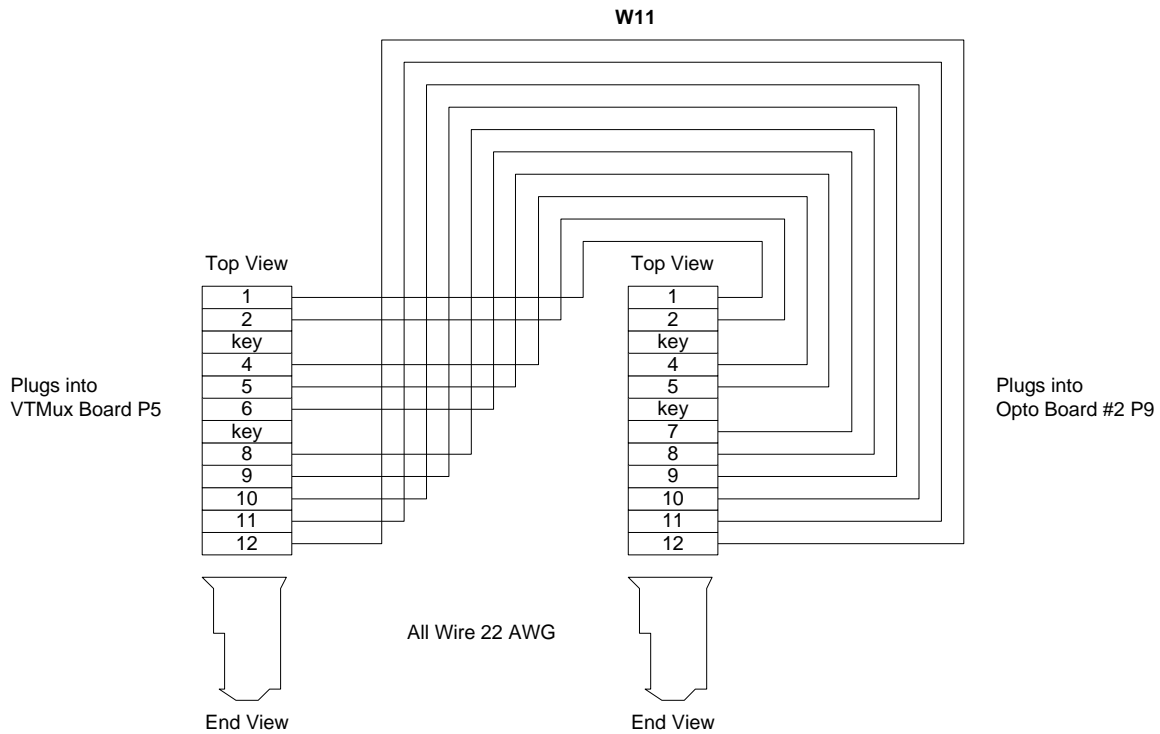 W11
Top View
1
2
key
4
5
6
key
8
9
10
11
12
Plugs into
VTMux Board P5
End View
All Wire 22 AWG
Top View
1
2
key
4
5
key
7
8
9
10
11
12
Plugs into
Opto Board #2 P9
End View